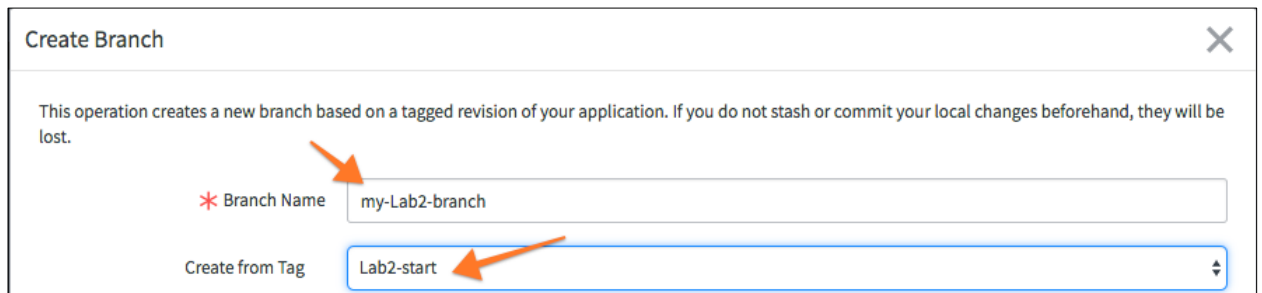 Create Branch
This operation creates a new branch based on a tagged revision of your application. If you do not stash or commit your local changes beforehand, they will be
lost.
Branch Name my-Lab2-branch
Create from Tag Lab2-start